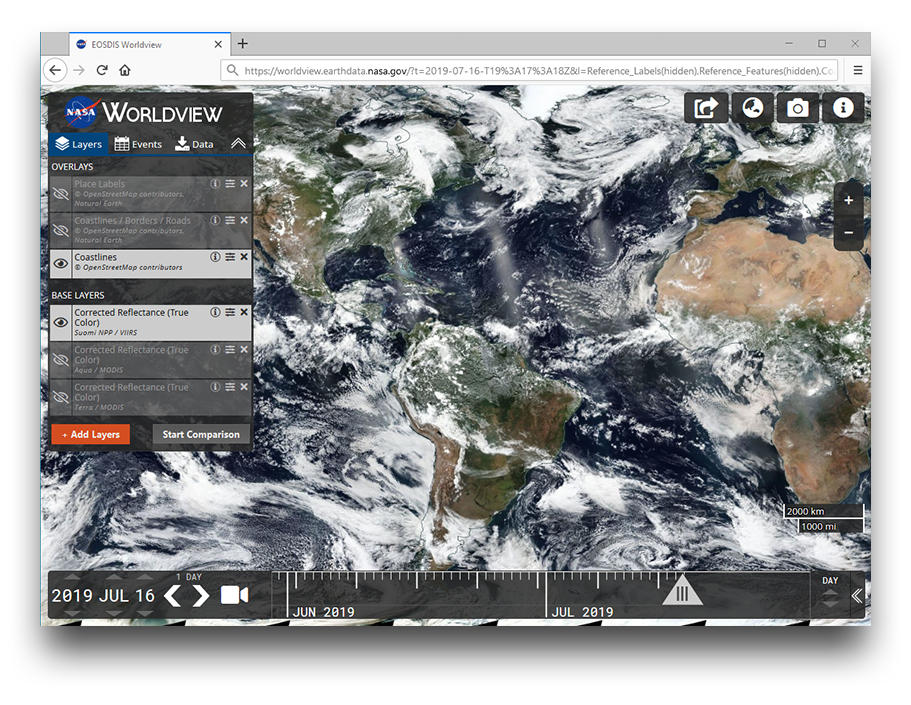 EOSDIS Worldview
https://worldview.earthdata.nasa.gov/?t=2019-07-16-T19%3A17%3A18Z&l=Reference_Labels(hidden),Reference_Features(hidden),Co
NASA WORLDVIEW
Layers Events Data
OVERLAYS
Place Labels
© OpenStreetMap contributors,
Natural Earth
Coastlines / Borders / Roads
© OpenStreetMap contributors,
Natural Earth
Coastlines
© OpenStreetMap contributors
BASE LAYERS
Corrected Reflectance (True
Color)
Suomi NPP / VIIRS
Corrected Reflectance (True
Color)
Aqua / MODIS
Corrected Reflectance (True
Color)
Terra / MODIS
+ Add Layers Start Comparison
2000 km
1000 mi
1 DAY
2019 JUL 16
JUN 2019
JUL 2019
DAY